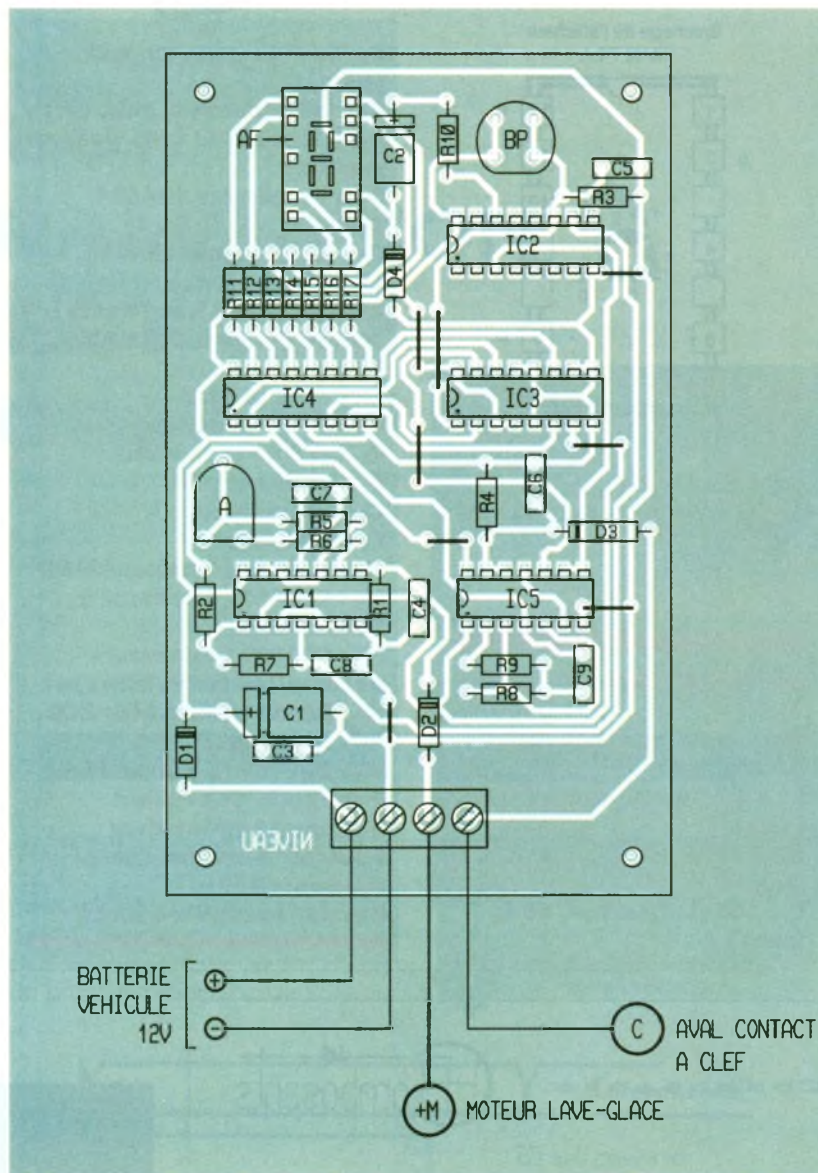 AF
C2
R10
BP
C5
R3
IC2
D4
R11
R12
R13
R14
R15
R16
R17
IC4
IC3
A
C7
R5
R6
R4
C6
D3
R2
IC1
R1
C4
IC5
R7
C8
R9
R8
C9
C1
+
C3
D1
D2
NIVEAU
BATTERIE
VEHICULE
12V
+
−
C
AVAL CONTACT
A CLEF
+M
MOTEUR LAVE-GLACE